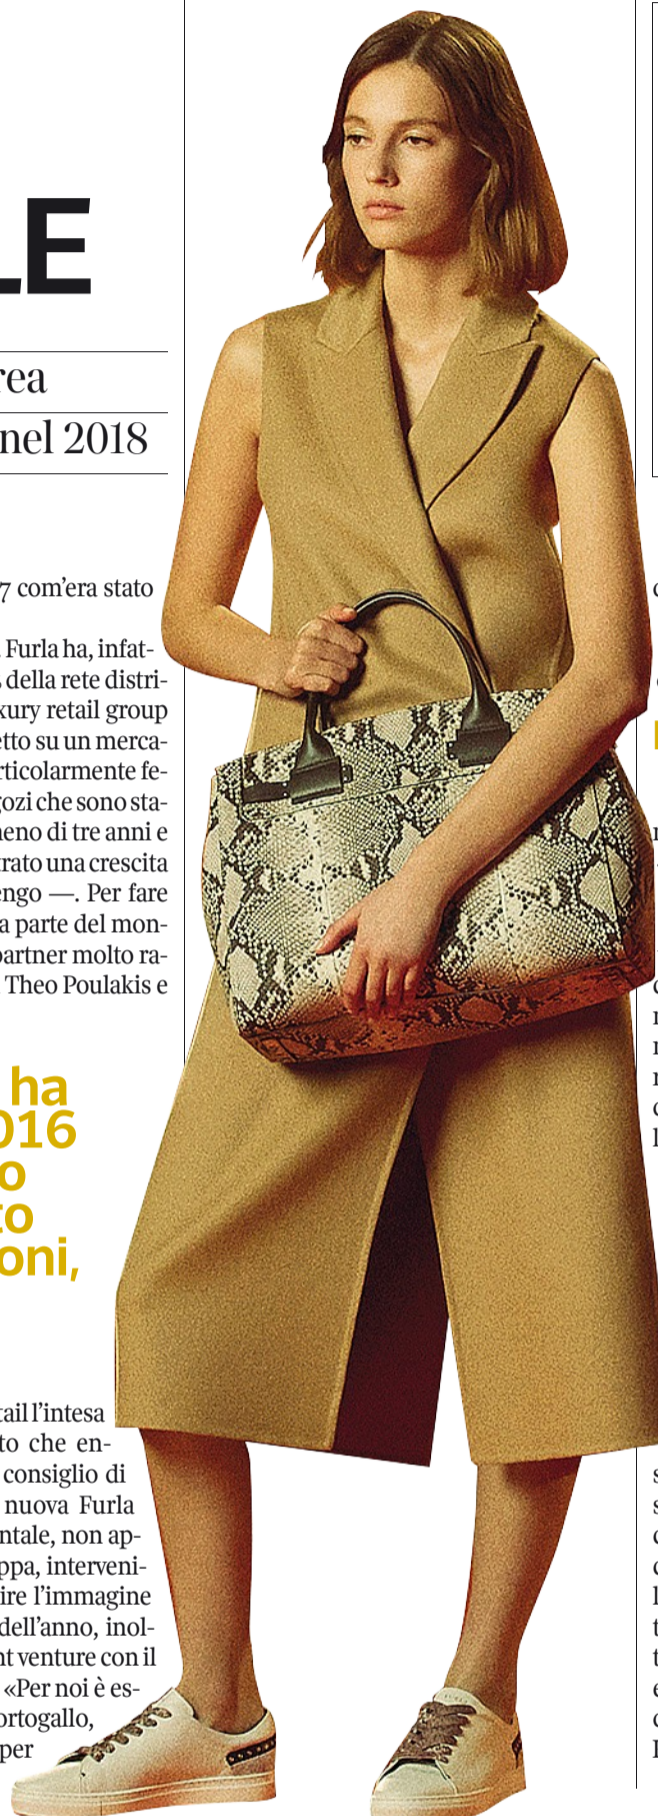 LE
rea
nel 2018
7 com'era stato
Furla ha, infat-
della rete distri-
xury retail group
etto su un merca-
rticolarmente fe-
gozi che sono sta-
neno di tre anni e
trato una crescita
engo —. Per fare
a parte del mon-
partner molto ra-
Theo Poulakis e
ha
016
o
to
oni,
tail l'intesa
to che en-
consiglio di
nuova Furla
ntale, non ap-
ppa, interveni-
ire l'immagine
dell'anno, inol-
nt venture con il
«Per noi è es-
ortogallo,
per